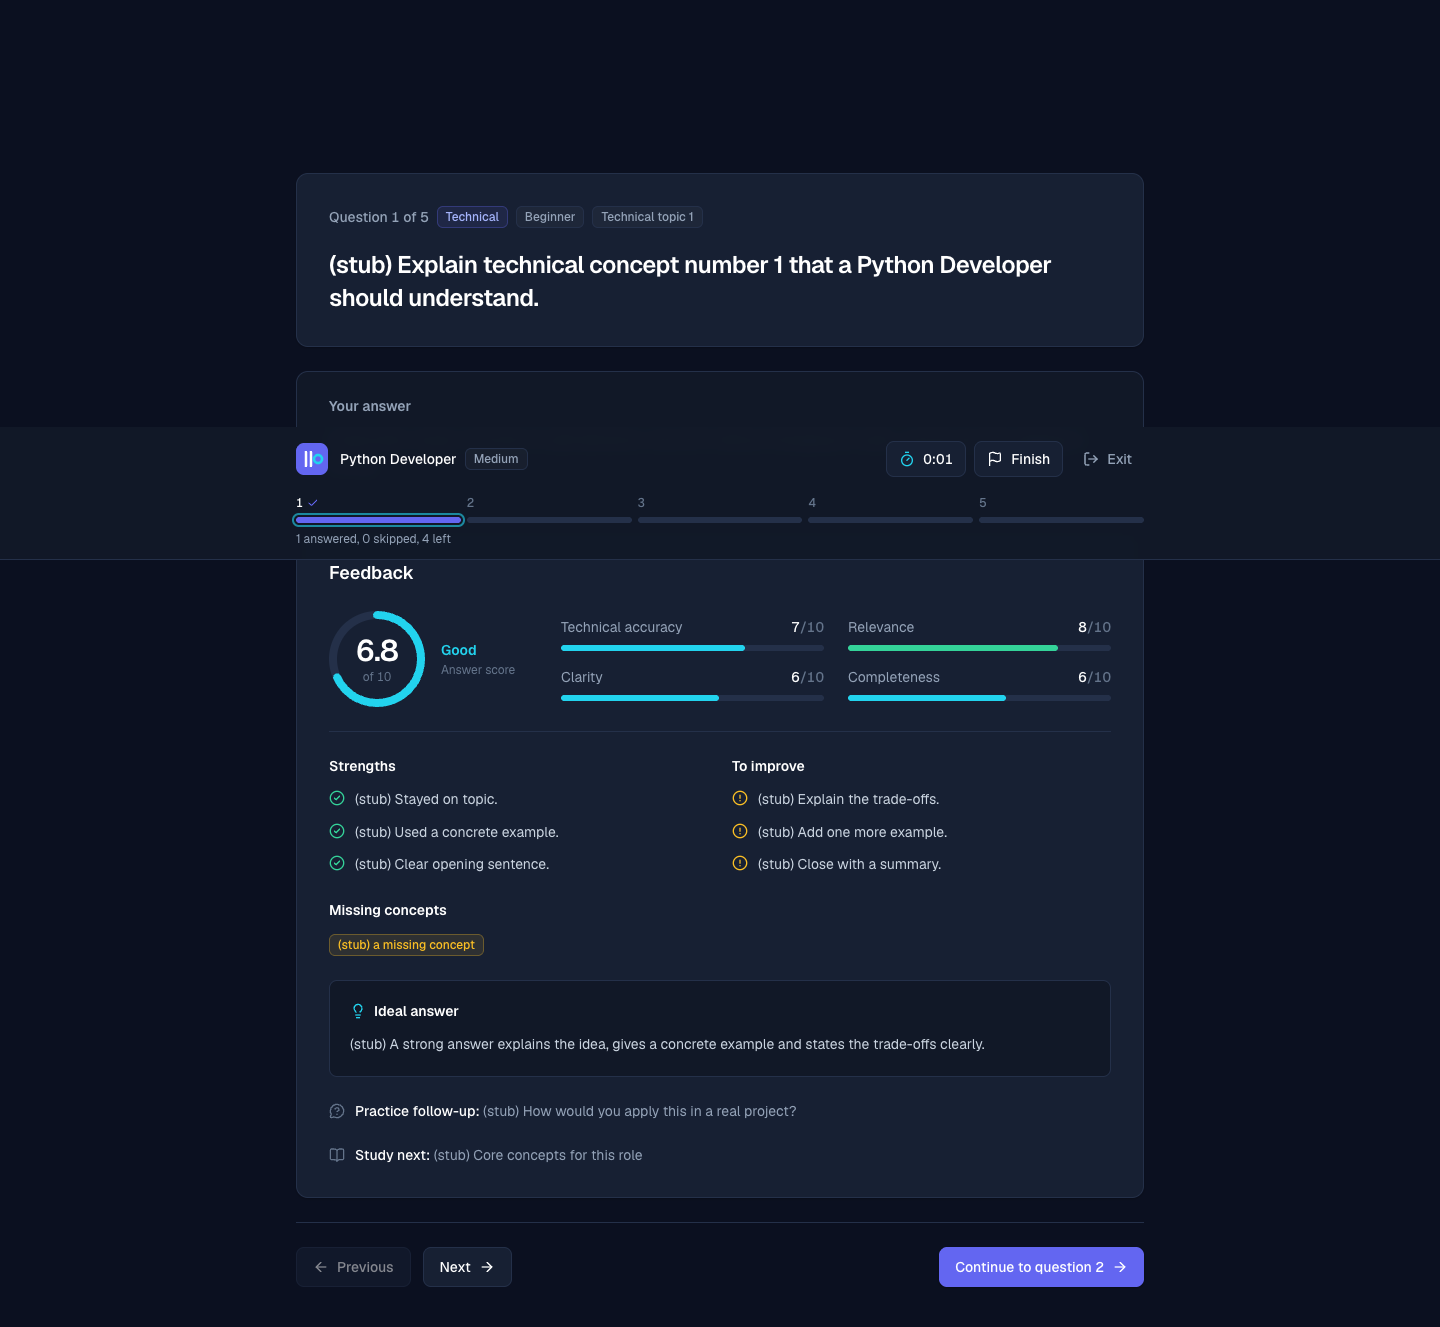 Question 1 of 5 Technical Beginner Technical topic 1
(stub) Explain technical concept number 1 that a Python Developer
should understand.
Your answer
Python Developer Medium 0:01 Finish Exit
1 2 3 4 5
1 answered, 0 skipped, 4 left
Feedback
6.8
of 10
Good
Answer score
Technical accuracy 7/10
Relevance 8/10
Clarity 6/10
Completeness 6/10
Strengths
(stub) Stayed on topic.
(stub) Used a concrete example.
(stub) Clear opening sentence.
To improve
(stub) Explain the trade-offs.
(stub) Add one more example.
(stub) Close with a summary.
Missing concepts
(stub) a missing concept
Ideal answer
(stub) A strong answer explains the idea, gives a concrete example and states the trade-offs clearly.
Practice follow-up: (stub) How would you apply this in a real project?
Study next: (stub) Core concepts for this role
Previous Next Continue to question 2